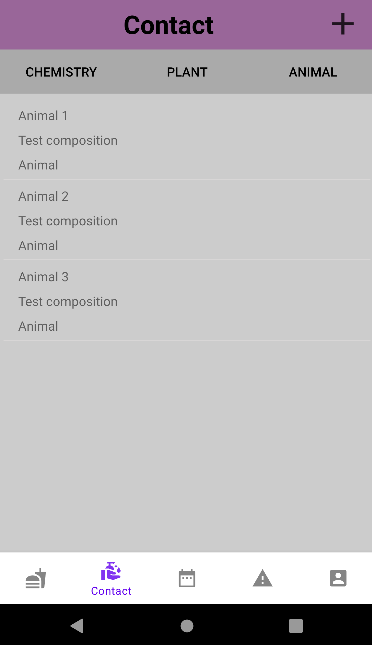 Contact
CHEMISTRY PLANT ANIMAL
Animal 1
Test composition
Animal
Animal 2
Test composition
Animal
Animal 3
Test composition
Animal
Contact